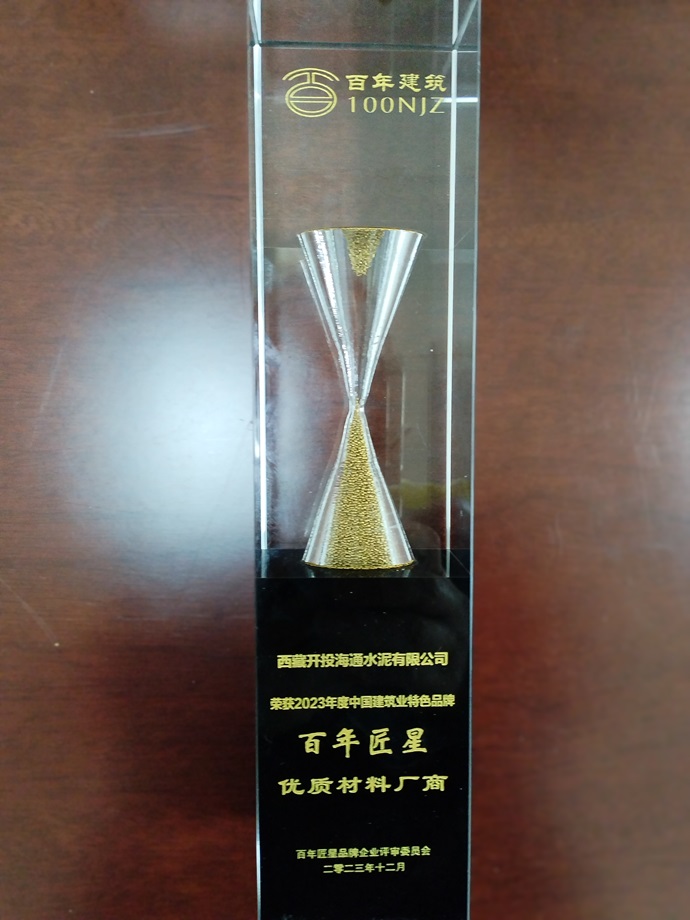 百年建筑
100NJZ
西藏开投海通水泥有限公司
荣获2023年度中国建筑业特色品牌
百年匠星
优质材料厂商
百年匠星品牌企业评审委员会
二零二三年十二月